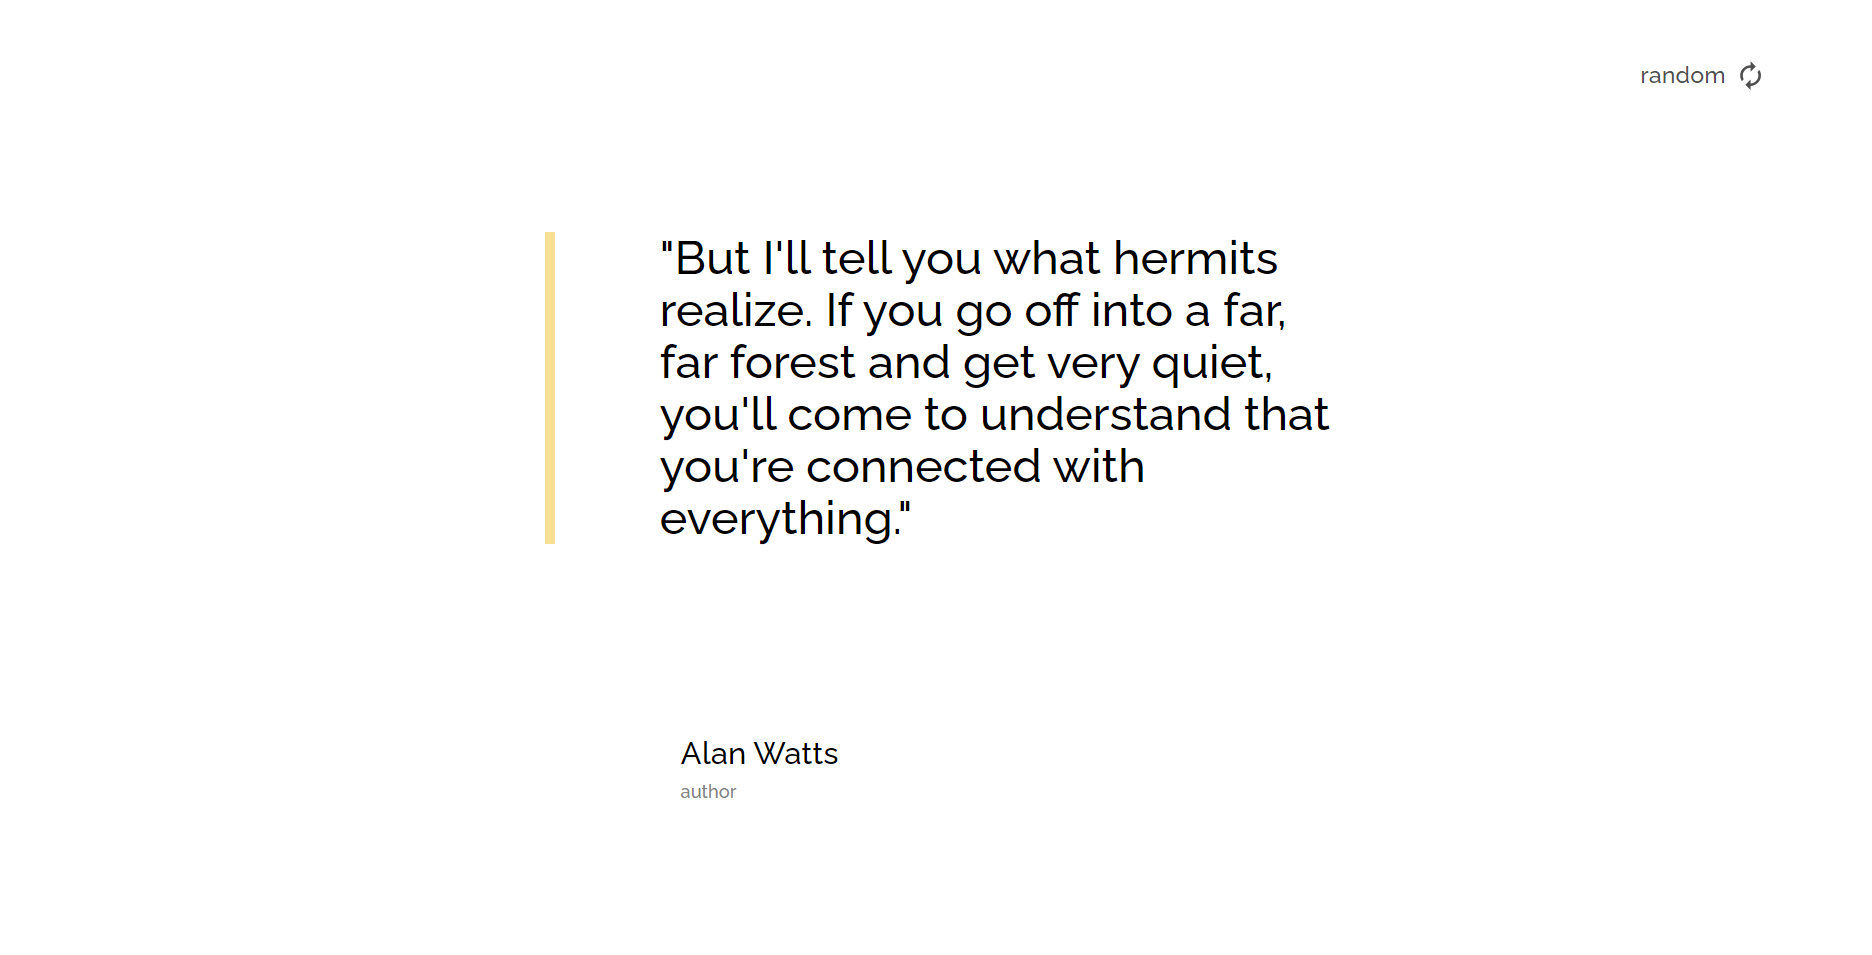 random
"But I'll tell you what hermits
realize. If you go off into a far,
far forest and get very quiet,
you'll come to understand that
you're connected with
everything."
Alan Watts
author